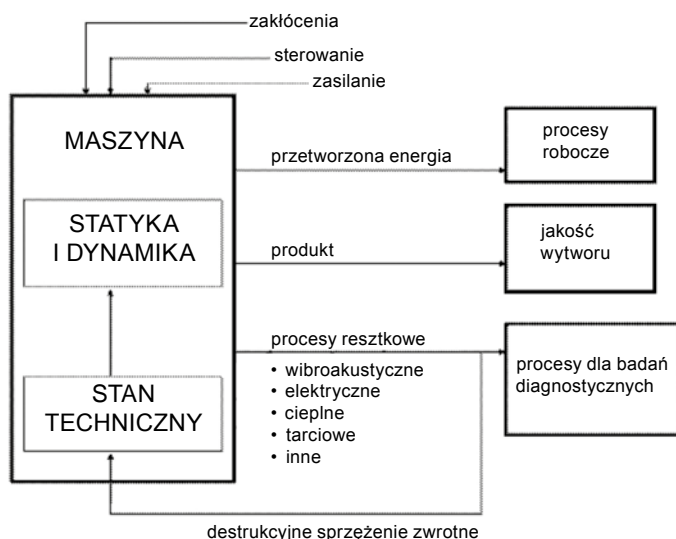 zakłócenia
sterowanie
zasilanie
MASZYNA
STATYKA
I DYNAMIKA
STAN
TECHNICZNY
przetworzona energia
procesy
robocze
produkt
jakość
wytworu
procesy resztkowe
• wibroakustyczne
• elektryczne
• cieplne
• tarciowe
• inne
procesy dla badań
diagnostycznych
destrukcyjne sprzężenie zwrotne